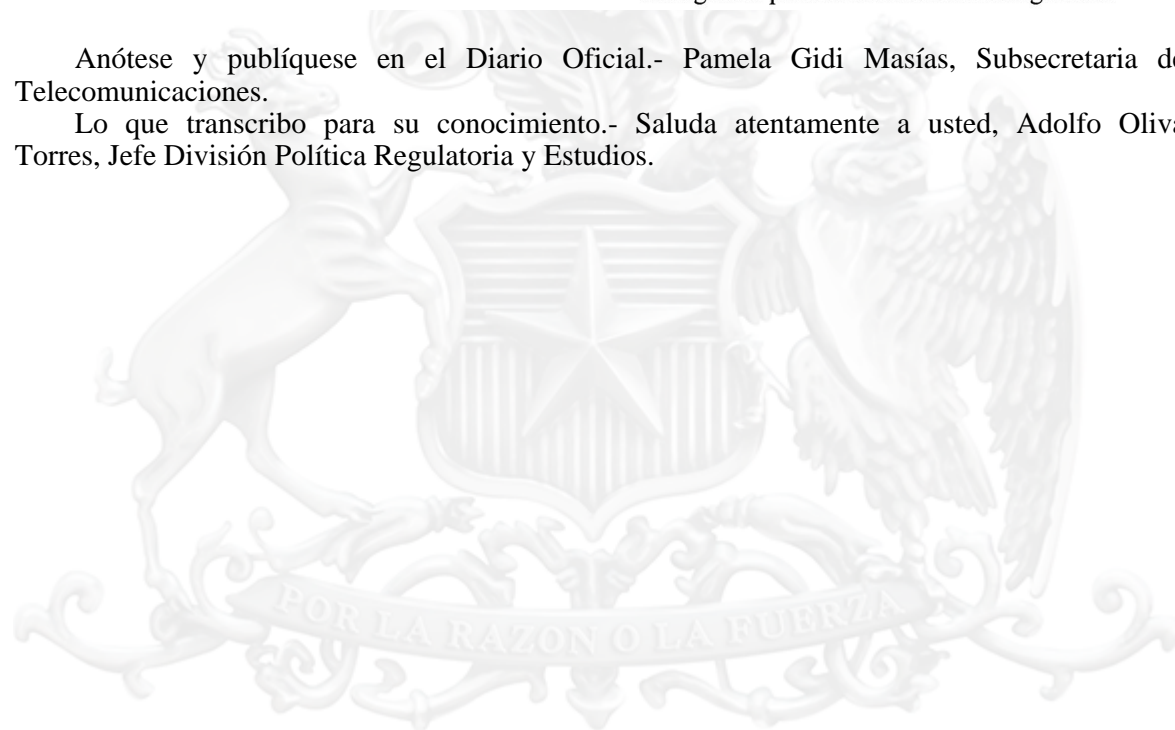 Anótese y publíquese en el Diario Oficial.- Pamela Gidi Masías, Subsecretaria de
Telecomunicaciones.
Lo que transcribo para su conocimiento.- Saluda atentamente a usted, Adolfo Oliva
Torres, Jefe División Política Regulatoria y Estudios.
POR LA RAZON O LA FUERZA